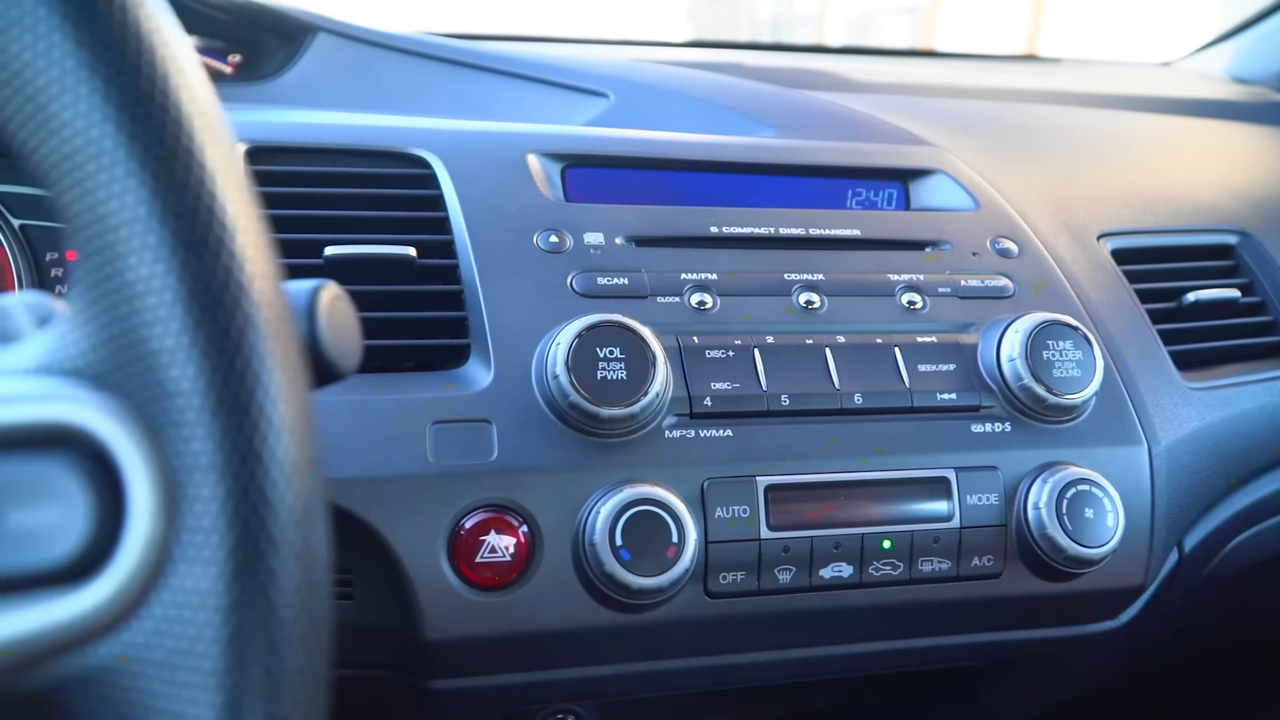 12:40
6 COMPACT DISC CHANGER
P
R
N
SCAN
AM/FM
CD/AUX
TA/PTY
A.SEL/DISP
CLOCK
VOL
PUSH
PWR
1
2
3
DISC+
SEEK/SKIP
DISC-
4
5
6
TUNE
FOLDER
PUSH
SOUND
MP3 WMA
R·D·S
AUTO
MODE
OFF
A/C